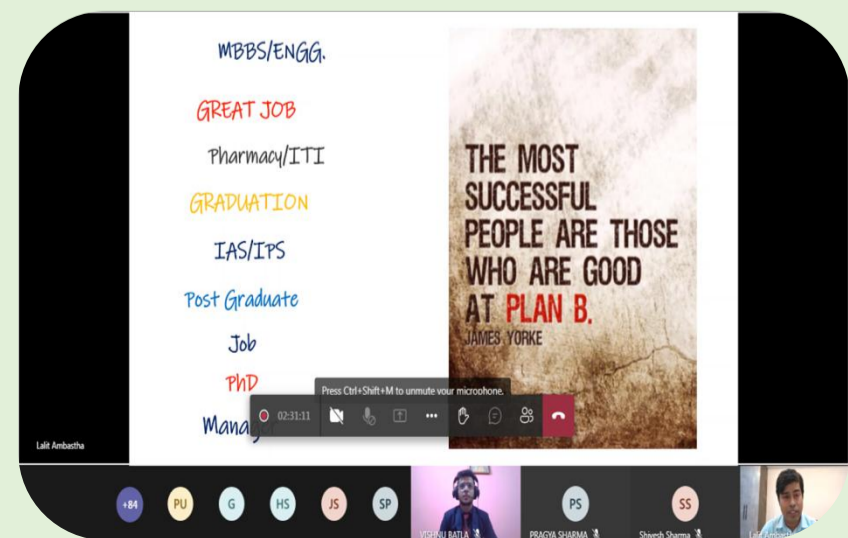 MBBS/ENGG.
GREAT JOB
Pharmacy/ITI
GRADUATION
IAS/IPS
Post Graduate
Job
PhD
THE MOST
SUCCESSFUL
PEOPLE ARE THOSE
WHO ARE GOOD
AT PLAN B.
JAMES YORKE
Press Ctrl+Shift+M to unmute your microphone.
02:31:11
Lalit Ambastha
+84
PU
G
HS
JS
SP
VISHNU BATLA
PS
PRAGYA SHARMA
SS
Shivesh Sharma
Lalit